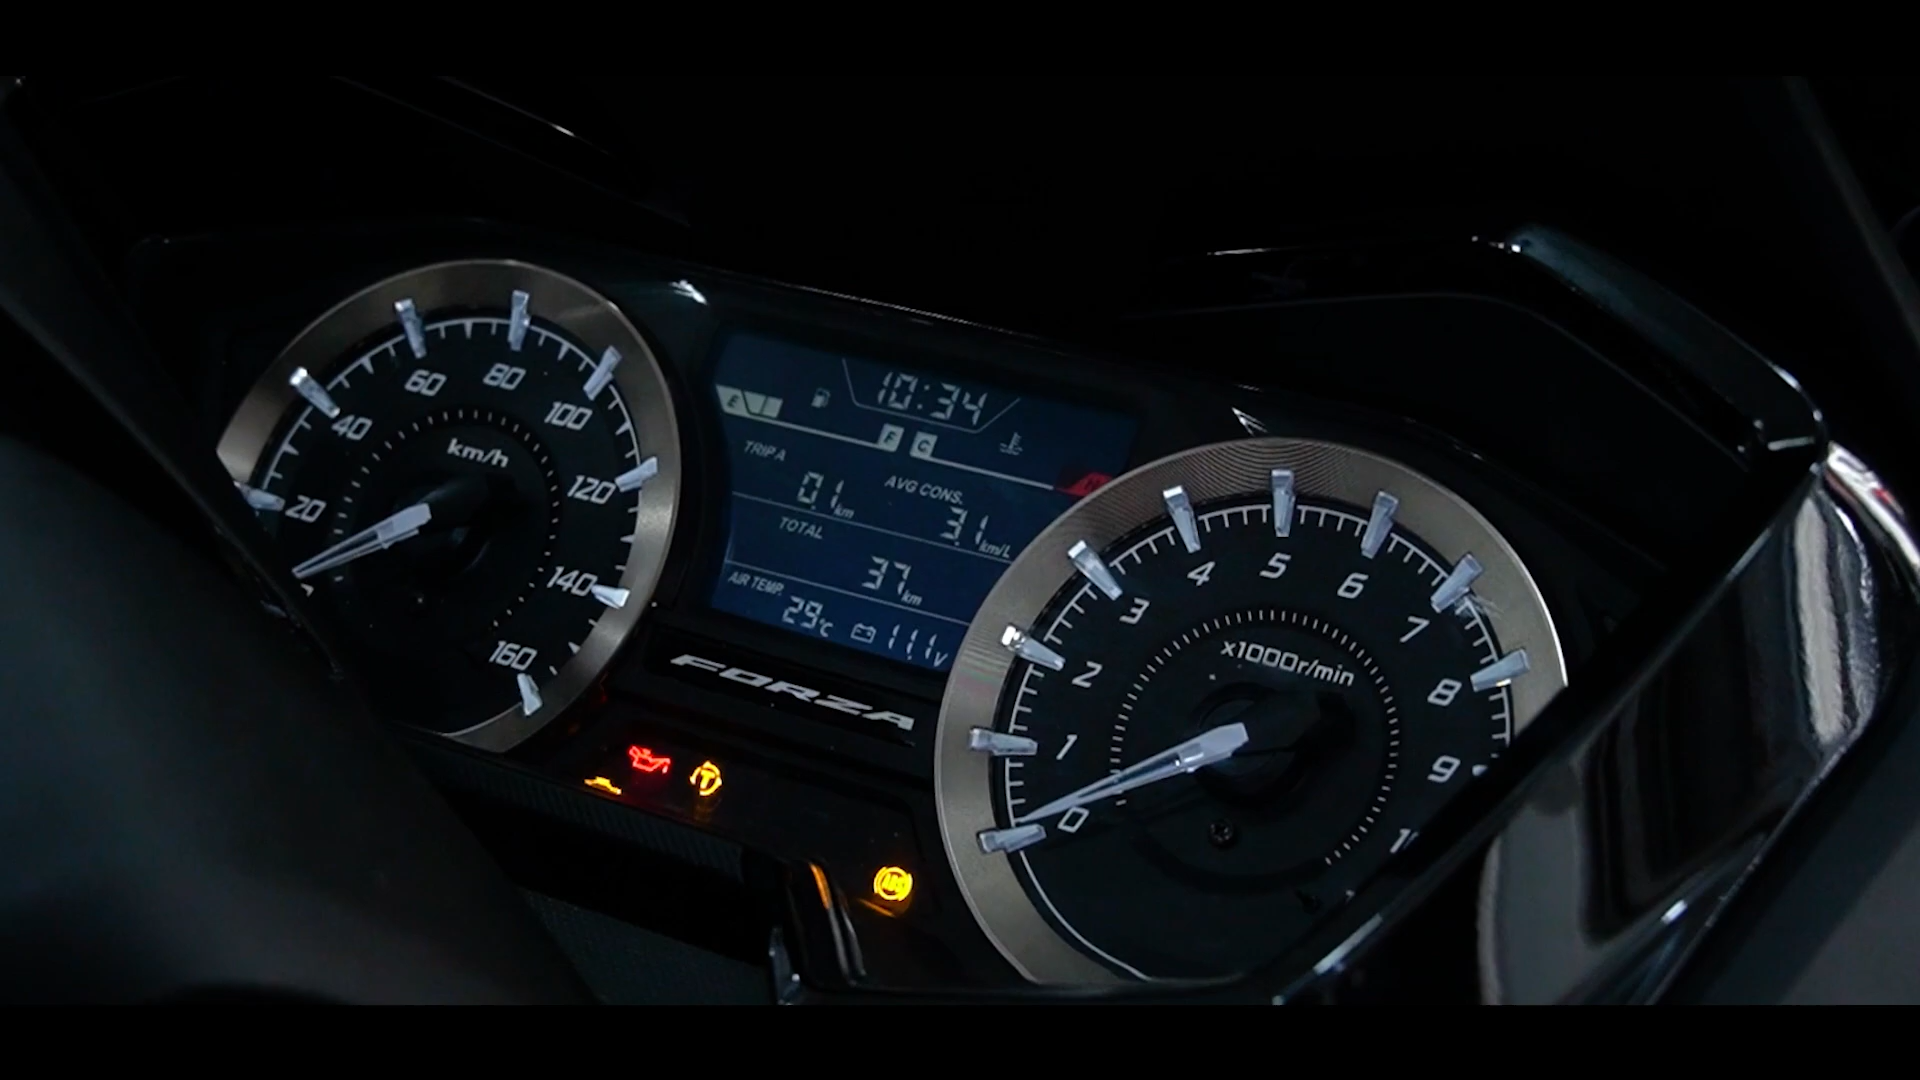 km/h
20
40
60
80
100
120
140
160
10:34
E
F
C
H
TRIP A
0.1 km
AVG CONS.
3.1 km/L
TOTAL
37 km
AIR TEMP.
29°C
11.1V
FORZA
T
ABS
x1000r/min
0
1
2
3
4
5
6
7
8
9